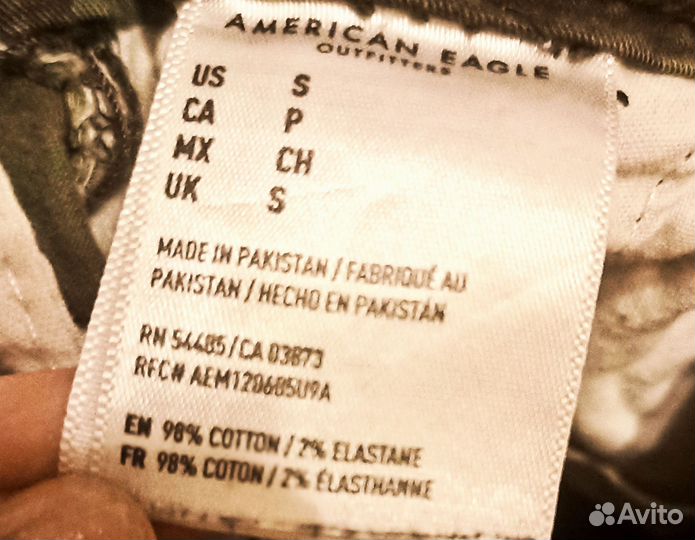 AMERICAN EAGLE
OUTFITTERS
US S
CA P
MX CH
UK S
MADE IN PAKISTAN / FABRIQUÉ AU
PAKISTAN / HECHO EN PAKISTÁN
RN 54485 / CA 03873
RFC# AEM120685U9A
EN 98% COTTON / 2% ELASTANE
FR 98% COTON / 2% ÉLASTHANNE
Avito